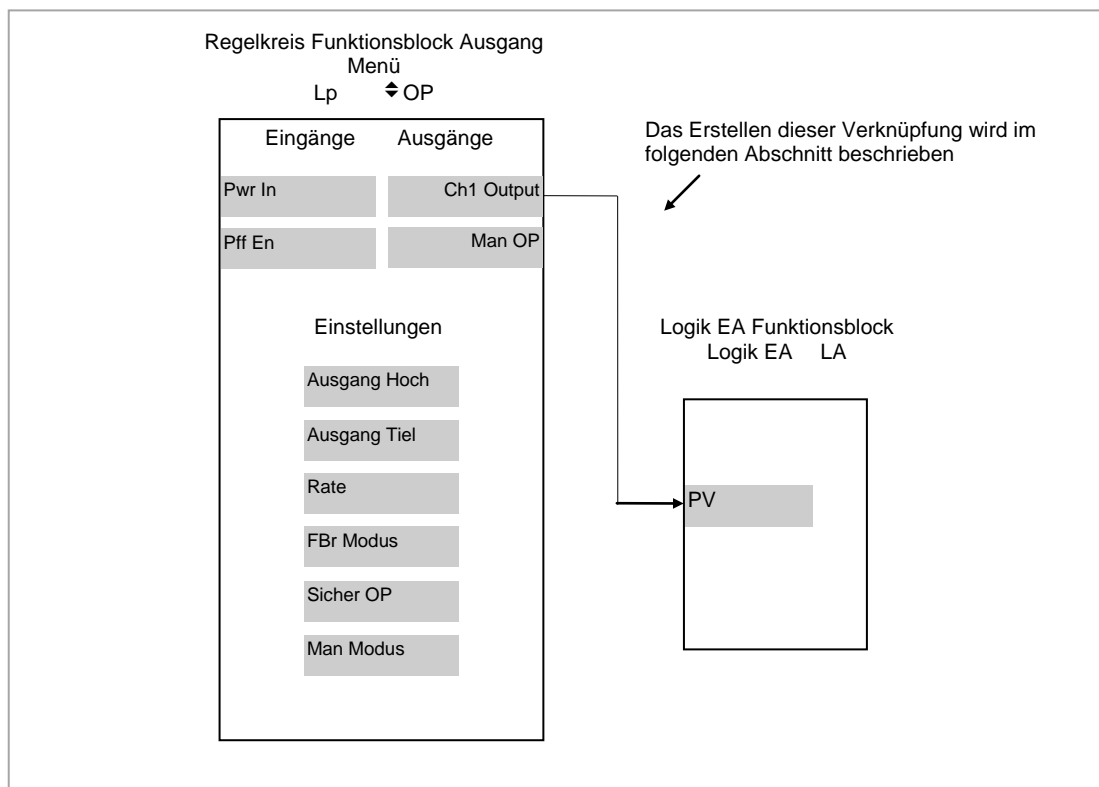 Regelkreis Funktionsblock Ausgang
Menü
Lp OP
Eingänge Ausgänge
Pwr In Ch1 Output
Pff En Man OP
Einstellungen
Ausgang Hoch
Ausgang Tiel
Rate
FBr Modus
Sicher OP
Man Modus
Das Erstellen dieser Verknüpfung wird im
folgenden Abschnitt beschrieben
Logik EA Funktionsblock
Logik EA LA
PV